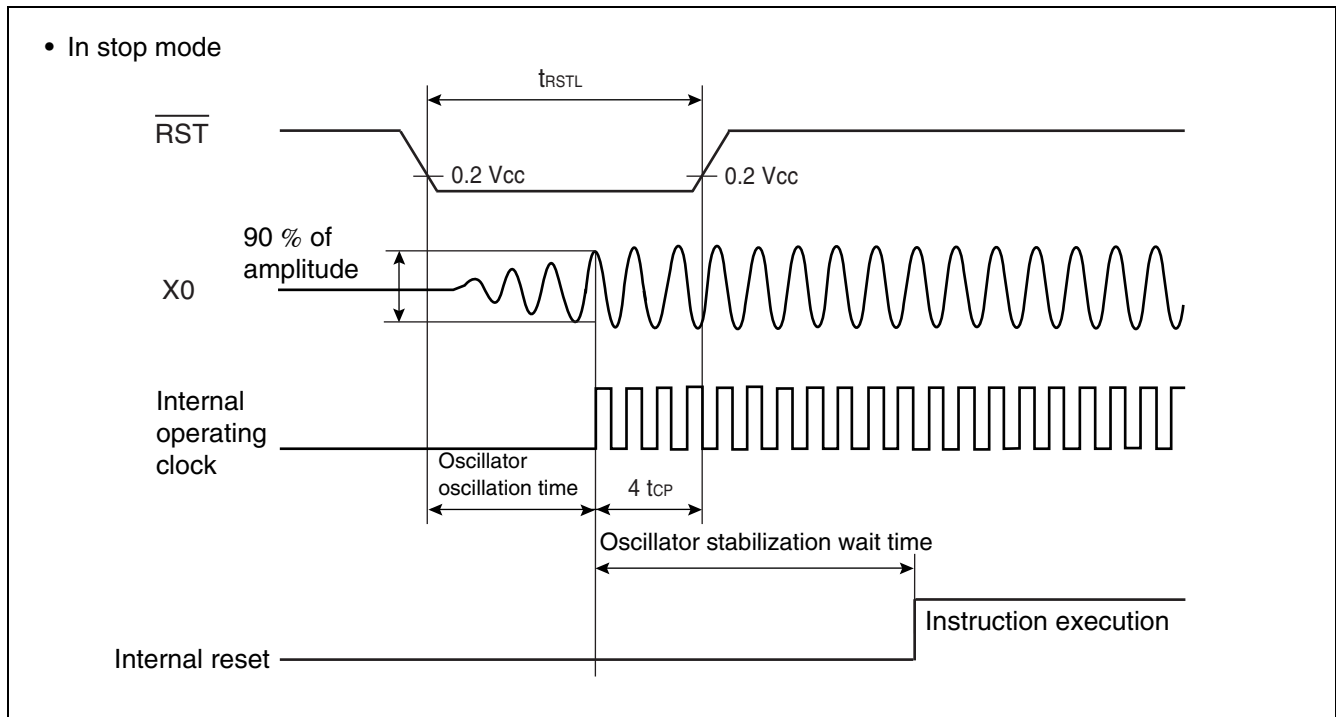 • In stop mode
tRSTL
RST
0.2 Vcc
0.2 Vcc
90 % of
amplitude
X0
Internal
operating
clock
Oscillator
oscillation time
4 tCP
Oscillator stabilization wait time
Instruction execution
Internal reset